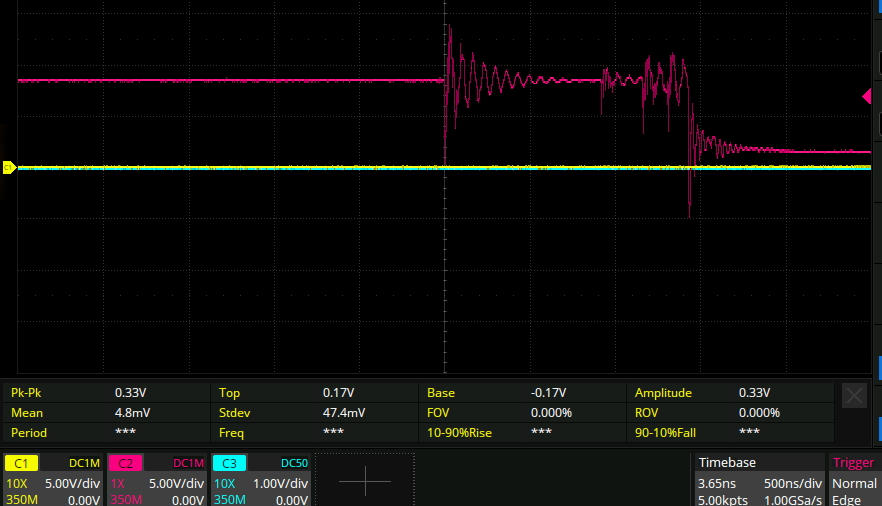 C1
Pk-Pk 0.33V Top 0.17V Base -0.17V Amplitude 0.33V
Mean 4.8mV Stdev 47.4mV FOV 0.000% ROV 0.000%
Period *** Freq *** 10-90%Rise *** 90-10%Fall ***
C1 DC1M C2 DC1M C3 DC50 Timebase Trigger
10X 5.00V/div 1X 5.00V/div 10X 1.00V/div 3.65ns 500ns/div Normal
350M 0.00V 350M 0.00V 350M 0.00V 5.00kpts 1.00GSa/s Edge